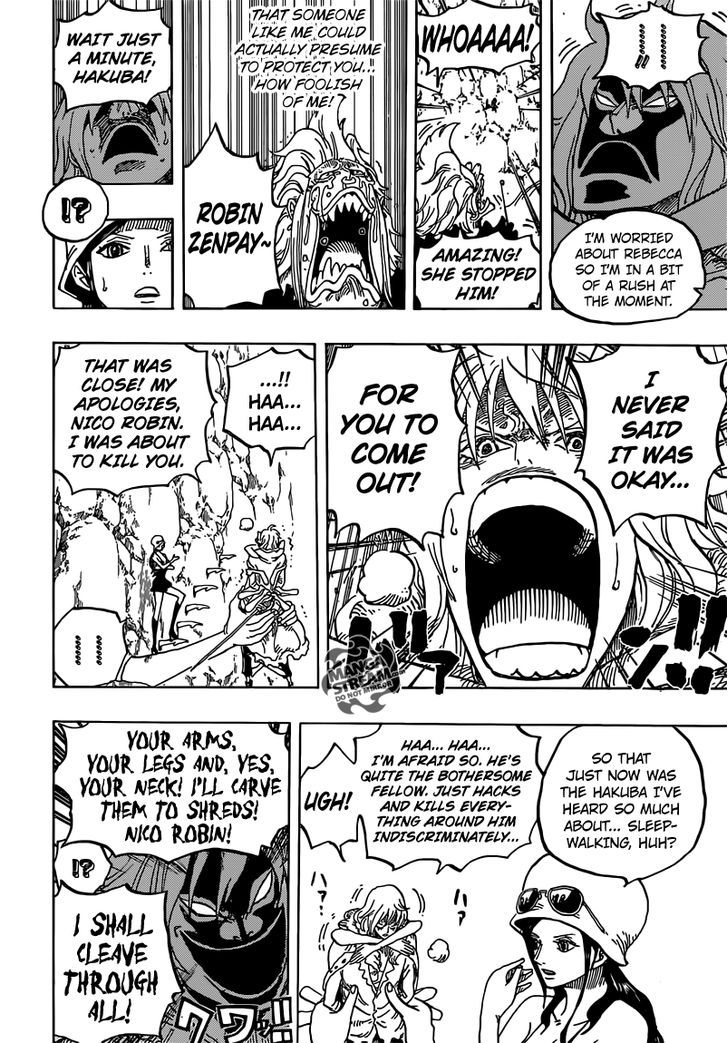 !! ......
I'M WORRIED
ABOUT REBECCA
SO I'M IN A BIT
OF A RUSH AT
THE MOMENT.
WHOAAAA!
AMAZING!
SHE STOPPED
HIM!
THAT SOMEONE
LIKE ME COULD
ACTUALLY PRESUME
TO PROTECT YOU...
HOW FOOLISH
OF ME!
ROBIN
ZENPAY~
WAIT JUST
A MINUTE,
HAKUBA!
!?
I
NEVER
SAID
IT WAS
OKAY...
FOR
YOU TO
COME
OUT!
...!!
HAA...
HAA...
THAT WAS
CLOSE! MY
APOLOGIES,
NICO ROBIN.
I WAS ABOUT
TO KILL YOU.
......
MANGA
STREAM
DO NOT MIRROR
SO THAT
JUST NOW WAS
THE HAKUBA I'VE
HEARD SO MUCH
ABOUT... SLEEP-
WALKING, HUH?
HAA... HAA...
I'M AFRAID SO. HE'S
QUITE THE BOTHERSOME
FELLOW. JUST HACKS
AND KILLS EVERY-
THING AROUND HIM
INDISCRIMINATELY...
UGH!
YOUR ARMS,
YOUR LEGS AND, YES,
YOUR NECK! I'LL CARVE
THEM TO SHREDS!
NICO ROBIN!
!?
I SHALL
CLEAVE
THROUGH
ALL!
クワッ!!